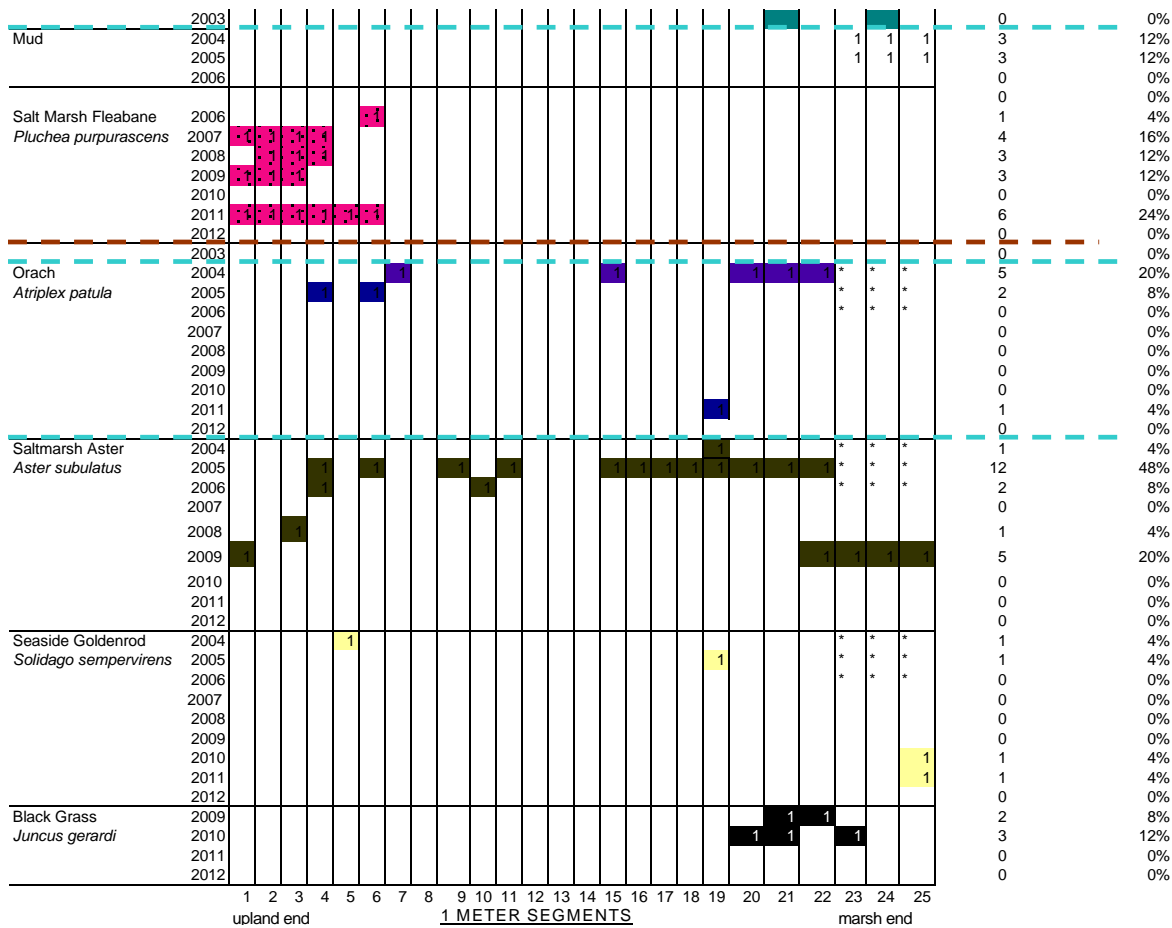 2003 0 0%
Mud 2004 1 1 1 3 12%
2005 1 1 1 3 12%
2006 0 0%
0 0%
Salt Marsh Fleabane 2006 1 1 4%
Pluchea purpurascens 2007 1 1 1 1 4 16%
2008 1 1 1 3 12%
2009 1 1 1 3 12%
2010 0 0%
2011 1 1 1 1 1 1 6 24%
2012 0 0%
2003 0 0%
Orach 2004 1 1 1 1 1 * * * 5 20%
Atriplex patula 2005 1 1 * * * 2 8%
2006 * * * 0 0%
2007 0 0%
2008 0 0%
2009 0 0%
2010 0 0%
2011 1 1 4%
2012 0 0%
Saltmarsh Aster 2004 1 * * * 1 4%
Aster subulatus 2005 1 1 1 1 1 1 1 1 1 1 1 1 * * * 12 48%
2006 1 1 * * * 2 8%
2007 0 0%
2008 1 1 4%
2009 1 1 1 1 1 5 20%
2010 0 0%
2011 0 0%
2012 0 0%
Seaside Goldenrod 2004 1 * * * 1 4%
Solidago sempervirens 2005 1 * * * 1 4%
2006 * * * 0 0%
2007 0 0%
2008 0 0%
2009 0 0%
2010 1 1 4%
2011 1 1 4%
2012 0 0%
Black Grass 2009 1 1 2 8%
Juncus gerardi 2010 1 1 1 3 12%
2011 0 0%
2012 0 0%
1 2 3 4 5 6 7 8 9 10 11 12 13 14 15 16 17 18 19 20 21 22 23 24 25
upland end 1 METER SEGMENTS marsh end